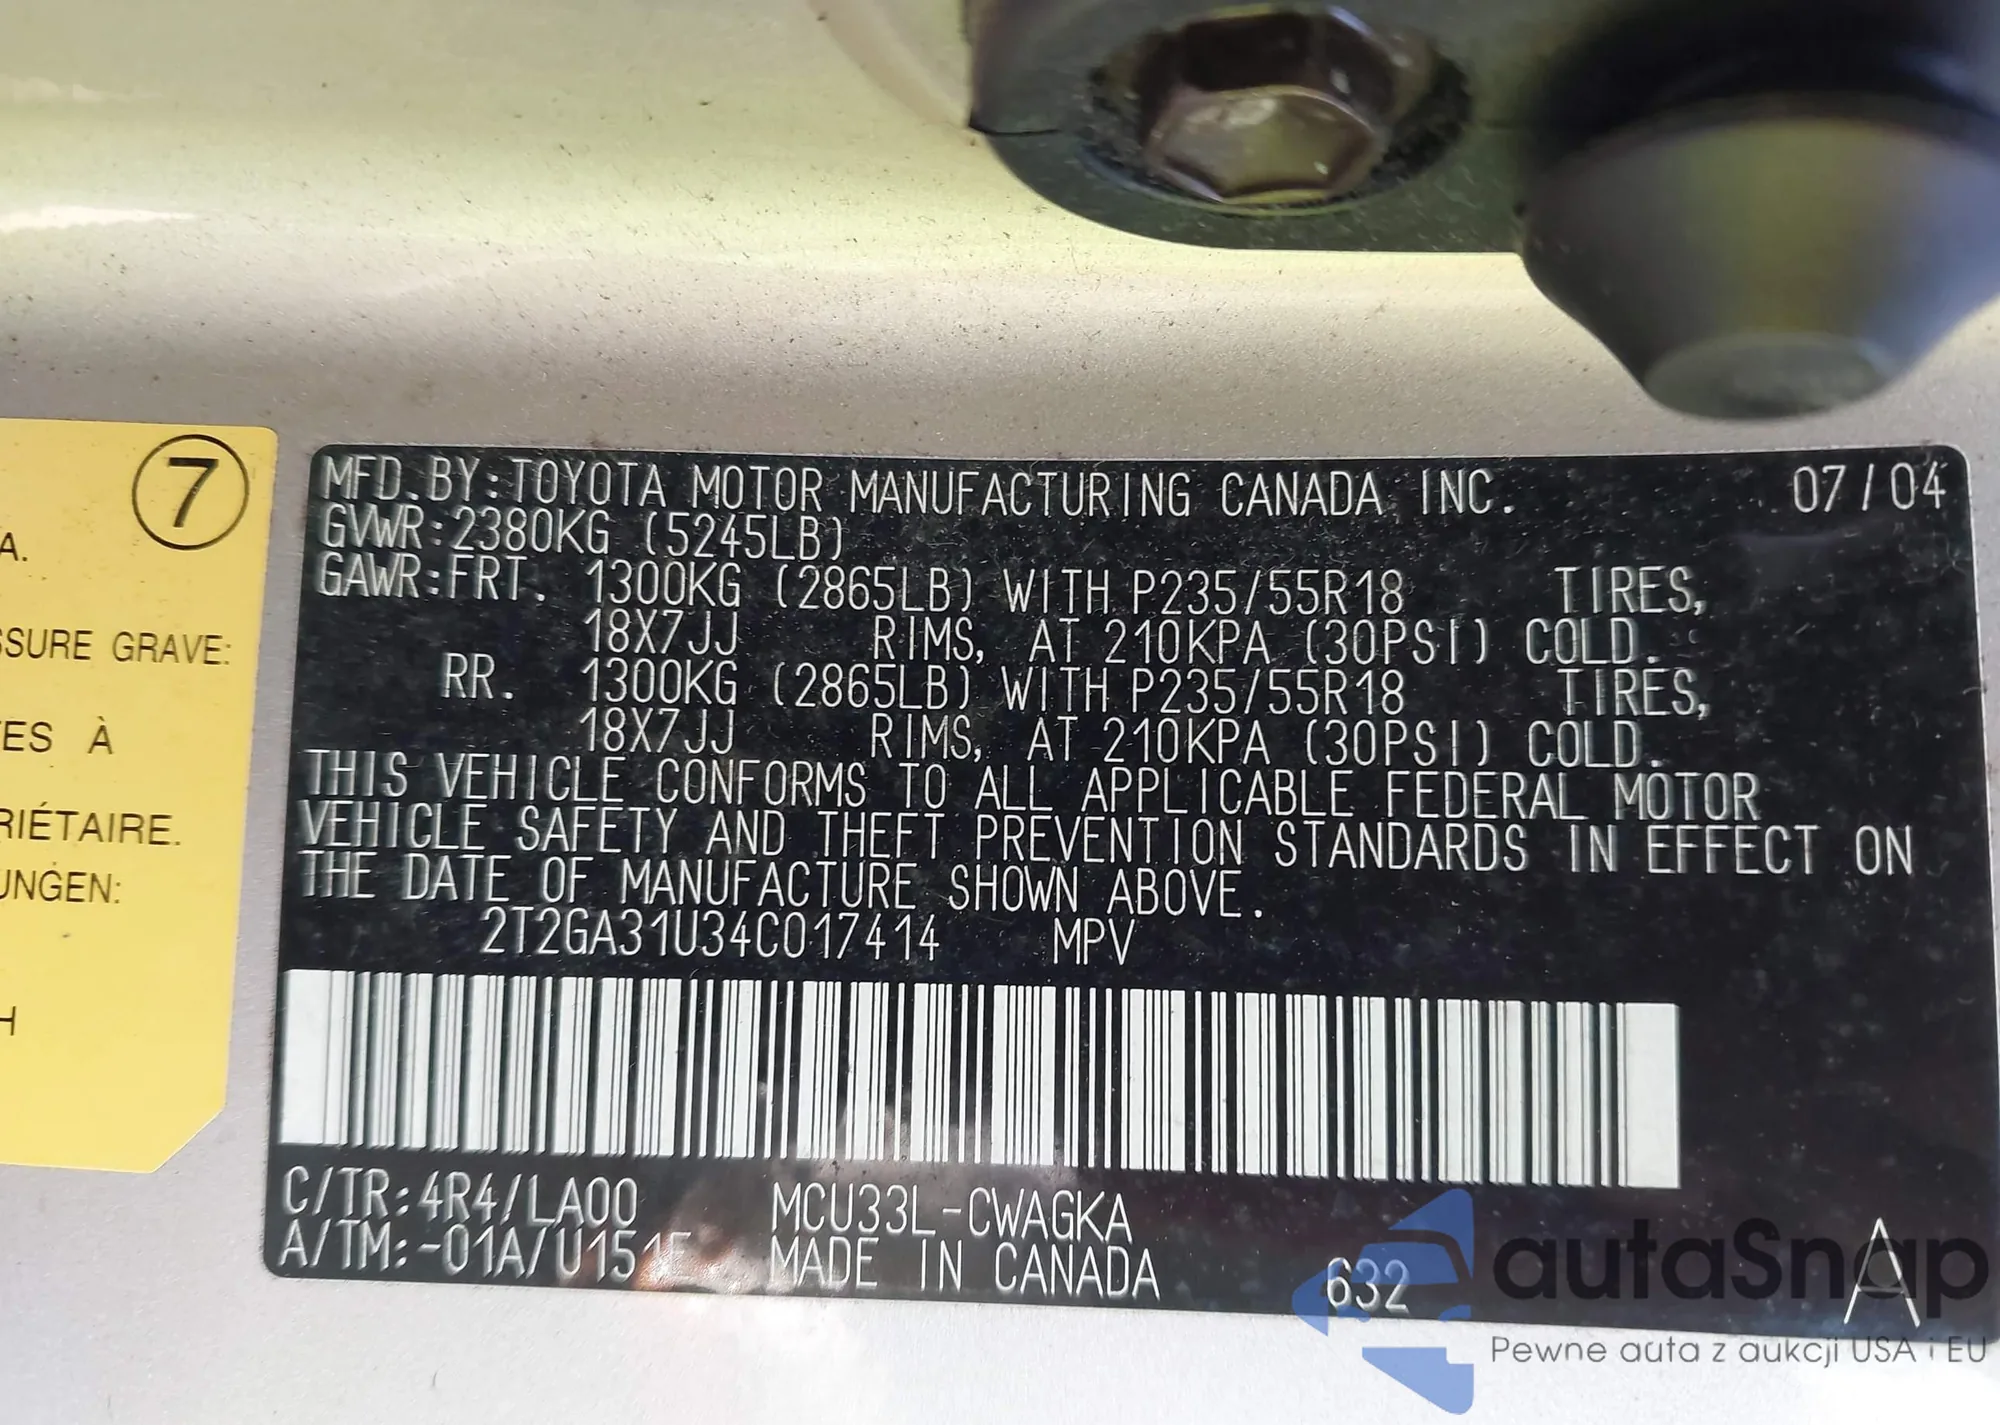 7
A.
SSURE GRAVE:
TES À
RIÉTAIRE.
UNGEN:
H
MFD.BY:TOYOTA MOTOR MANUFACTURING CANADA INC. 07/04
GVWR:2380KG (5245LB)
GAWR:FRT. 1300KG (2865LB) WITH P235/55R18 TIRES,
18X7JJ RIMS, AT 210KPA (30PSI) COLD.
RR. 1300KG (2865LB) WITH P235/55R18 TIRES,
18X7JJ RIMS, AT 210KPA (30PSI) COLD.
THIS VEHICLE CONFORMS TO ALL APPLICABLE FEDERAL MOTOR
VEHICLE SAFETY AND THEFT PREVENTION STANDARDS IN EFFECT ON
THE DATE OF MANUFACTURE SHOWN ABOVE.
2T2GA31U34C017414 MPV
C/TR:4R4/LA00 MCU33L-CWAGKA
A/TM:-01A/U151F MADE IN CANADA 632 A
autaSnap
Pewne auta z aukcji USA i EU